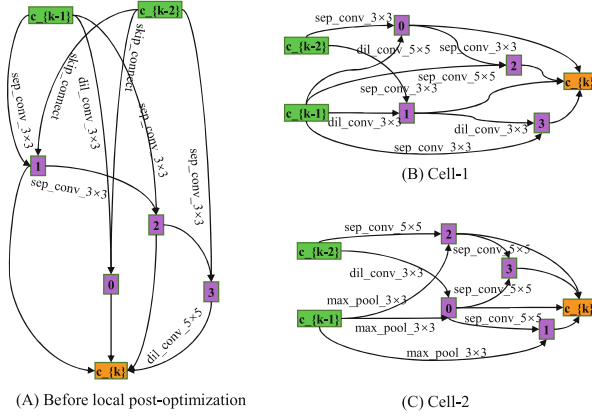 c_{k-1}
c_{k-2}
sep_conv_3×3
skip_connect
dil_conv_3×3
sep_conv_3×3
skip_connect
sep_conv_3×3
1
sep_conv_3×3
2
0
3
dil_conv_5×5
c_{k}
(A) Before local post-optimization
sep_conv_3×3
0
c_{k-2}
dil_conv_5×5
sep_conv_3×3
2
sep_conv_5×5
c_{k}
sep_conv_3×3
c_{k-1}
dil_conv_3×3
1
dil_conv_3×3
3
sep_conv_3×3
(B) Cell-1
sep_conv_5×5
2
c_{k-2}
sep_conv_5×5
dil_conv_3×3
3
sep_conv_5×5
max_pool_3×3
0
c_{k}
c_{k-1}
max_pool_3×3
sep_conv_5×5
1
max_pool_3×3
(C) Cell-2